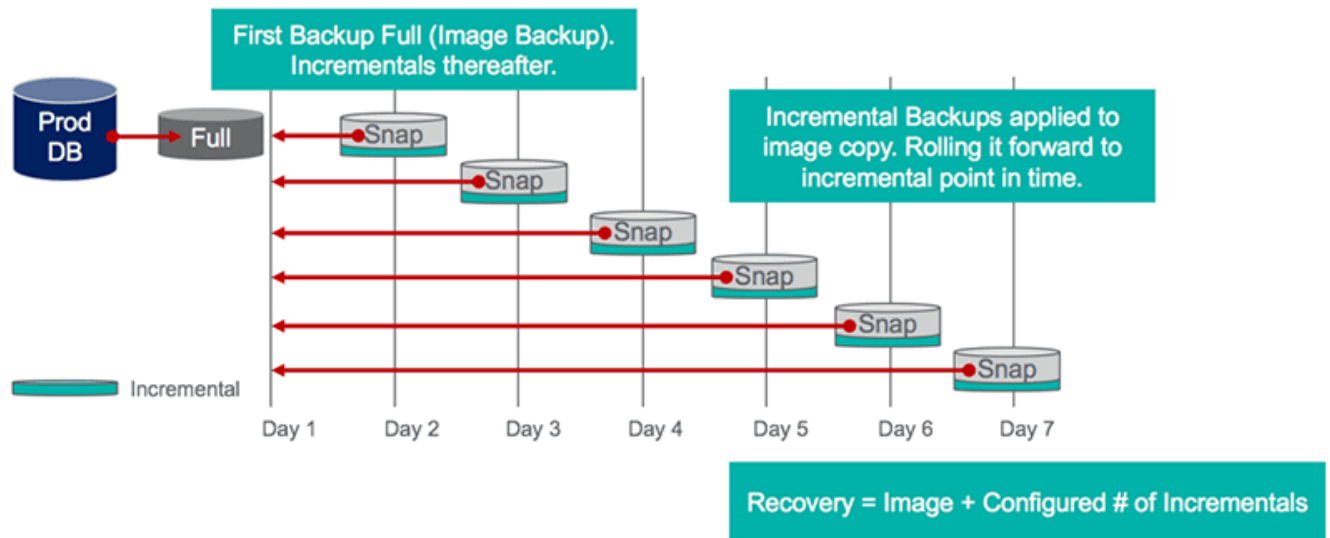 First Backup Full (Image Backup).
Incrementals thereafter.
Prod
DB
Full
Snap
Incremental Backups applied to
image copy. Rolling it forward to
incremental point in time.
Snap
Snap
Snap
Snap
Snap
Incremental
Day 1
Day 2
Day 3
Day 4
Day 5
Day 6
Day 7
Recovery = Image + Configured # of Incrementals